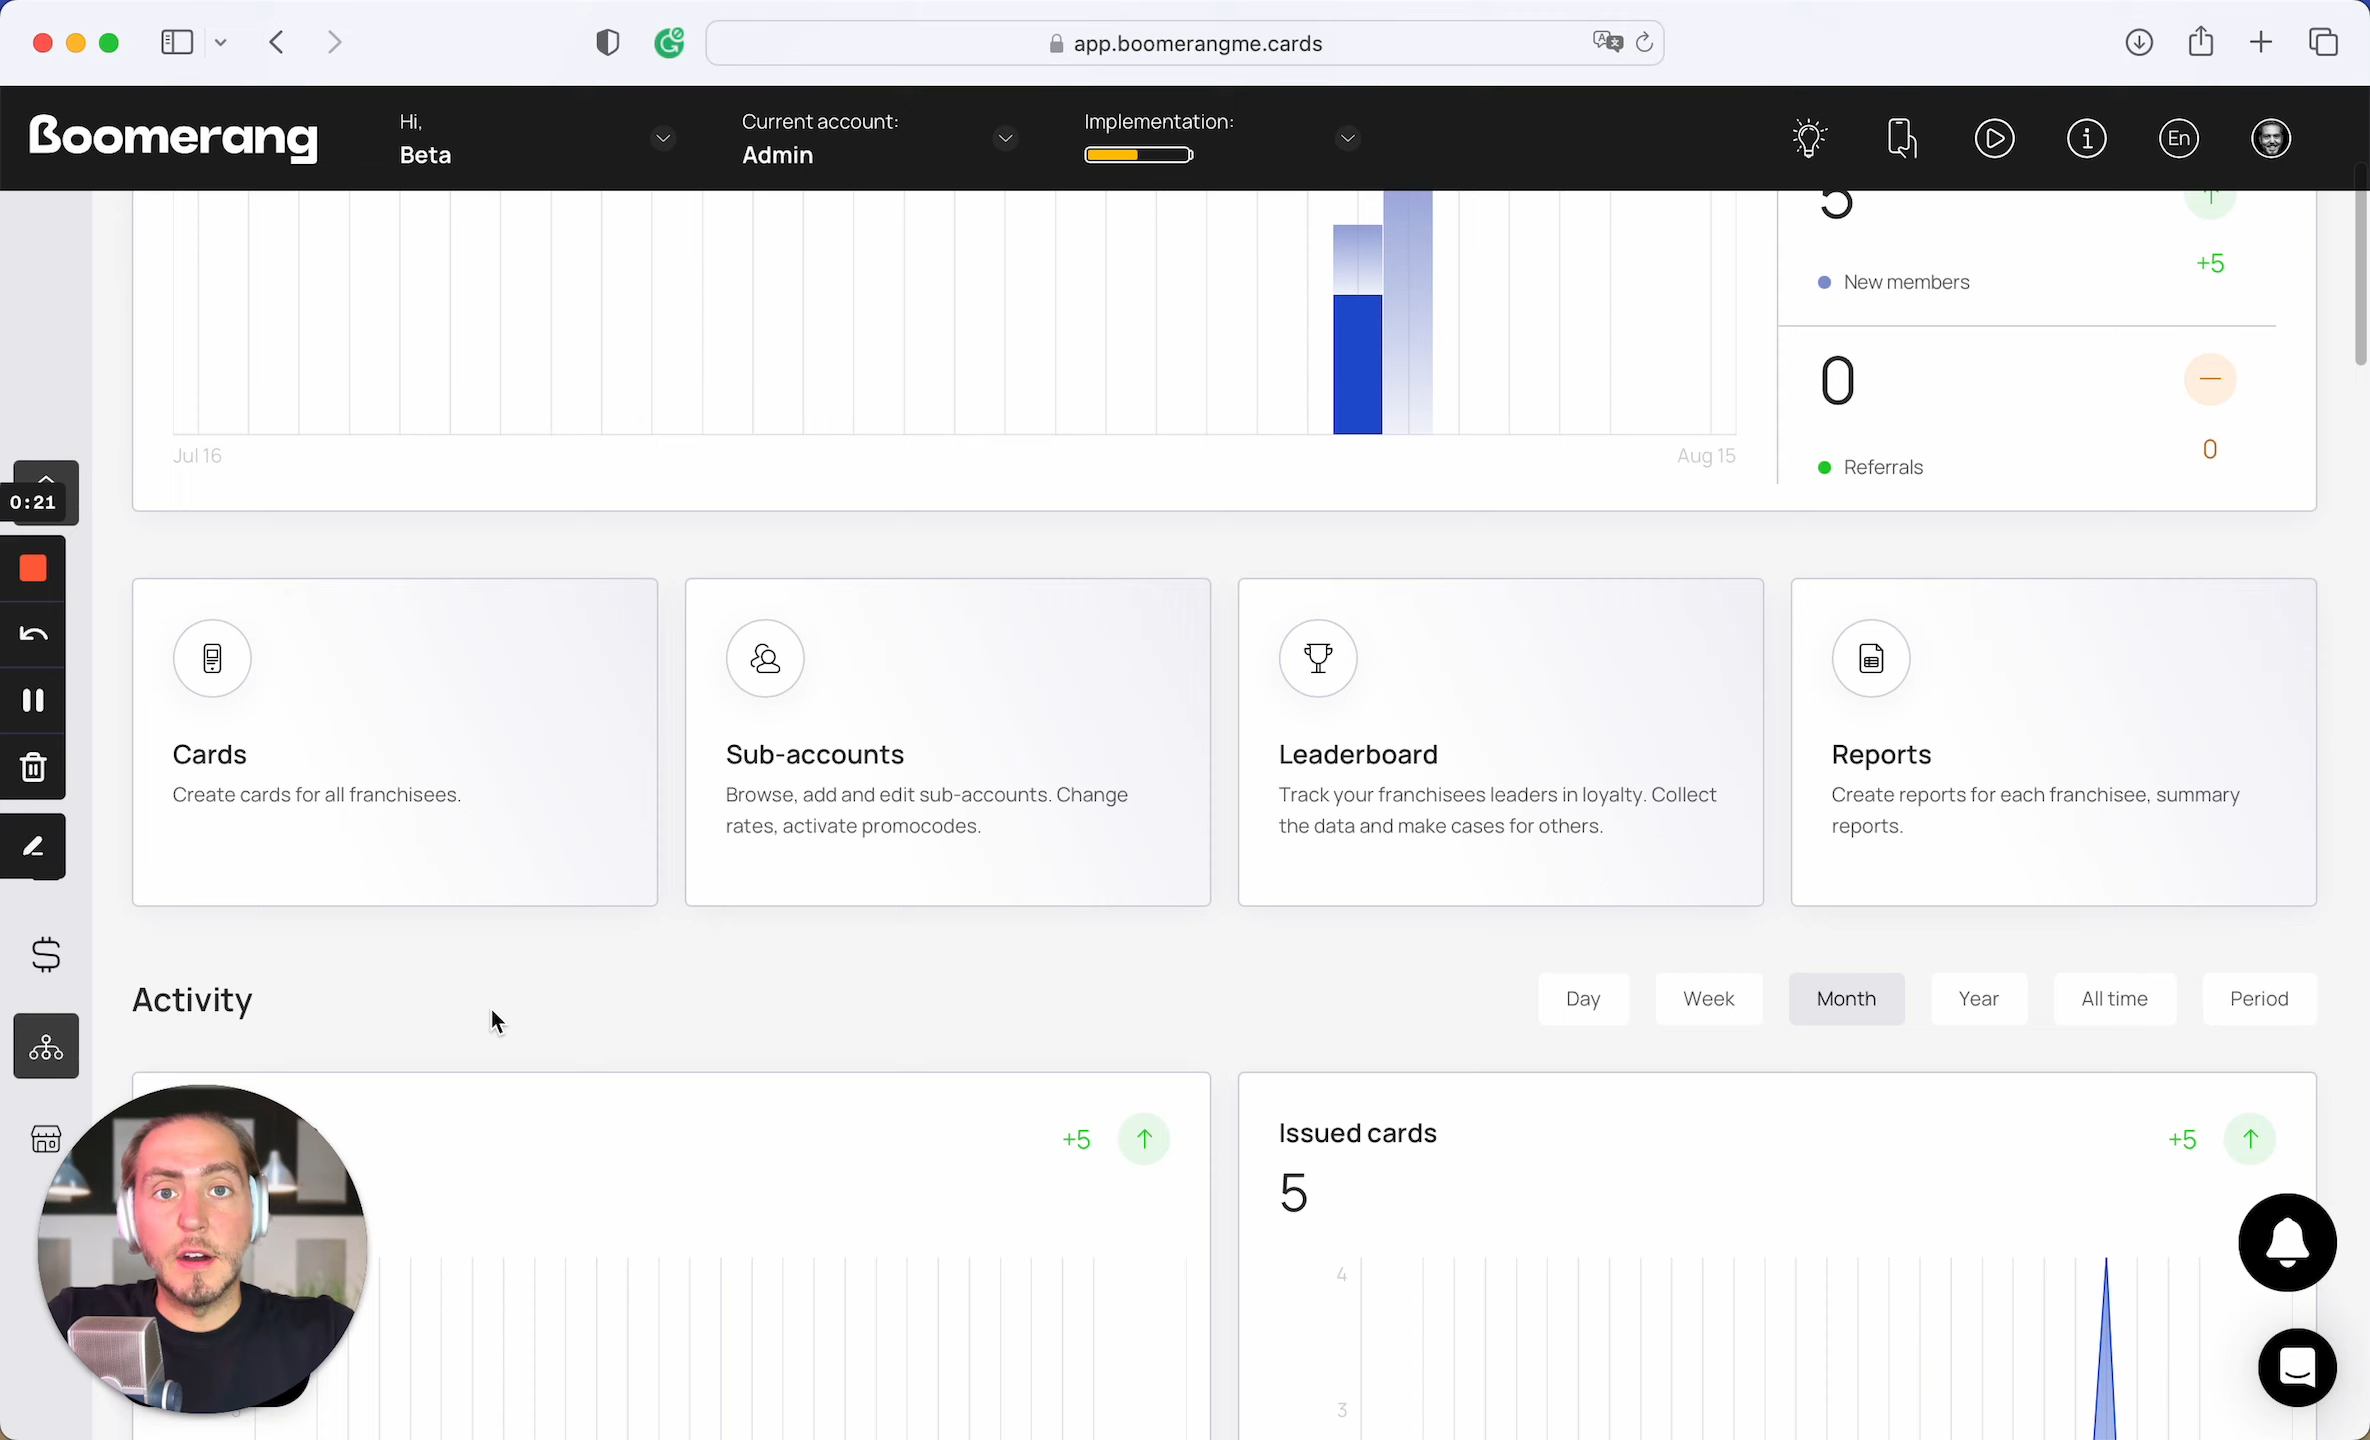 app.boomerangme.cards
Boomerang
Hi,
Beta
Current account:
Admin
Implementation:
En
5
+5
New members
0
0
Referrals
Jul 16
Aug 15
0:21
Cards
Create cards for all franchisees.
Sub-accounts
Browse, add and edit sub-accounts. Change
rates, activate promocodes.
Leaderboard
Track your franchisees leaders in loyalty. Collect
the data and make cases for others.
Reports
Create reports for each franchisee, summary
reports.
Activity
Day
Week
Month
Year
All time
Period
+5
Issued cards
+5
5
4
3